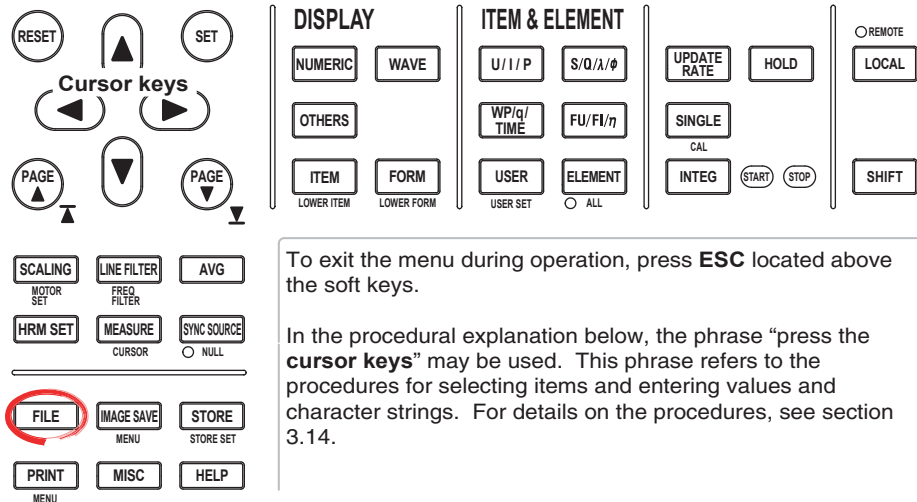 RESET
SET
Cursor keys
PAGE
PAGE
DISPLAY
NUMERIC
WAVE
OTHERS
ITEM
FORM
LOWER ITEM
LOWER FORM
ITEM & ELEMENT
U / I / P
S/Q/λ/ø
WP/q/
TIME
FU/FI/η
USER
ELEMENT
USER SET
ALL
UPDATE
RATE
HOLD
SINGLE
CAL
INTEG
START
STOP
REMOTE
LOCAL
SHIFT
SCALING
LINE FILTER
AVG
MOTOR
SET
FREQ
FILTER
HRM SET
MEASURE
SYNC SOURCE
CURSOR
NULL
FILE
IMAGE SAVE
STORE
MENU
STORE SET
PRINT
MISC
HELP
MENU
To exit the menu during operation, press ESC located above
the soft keys.
In the procedural explanation below, the phrase “press the
cursor keys” may be used. This phrase refers to the
procedures for selecting items and entering values and
character strings. For details on the procedures, see section
3.14.